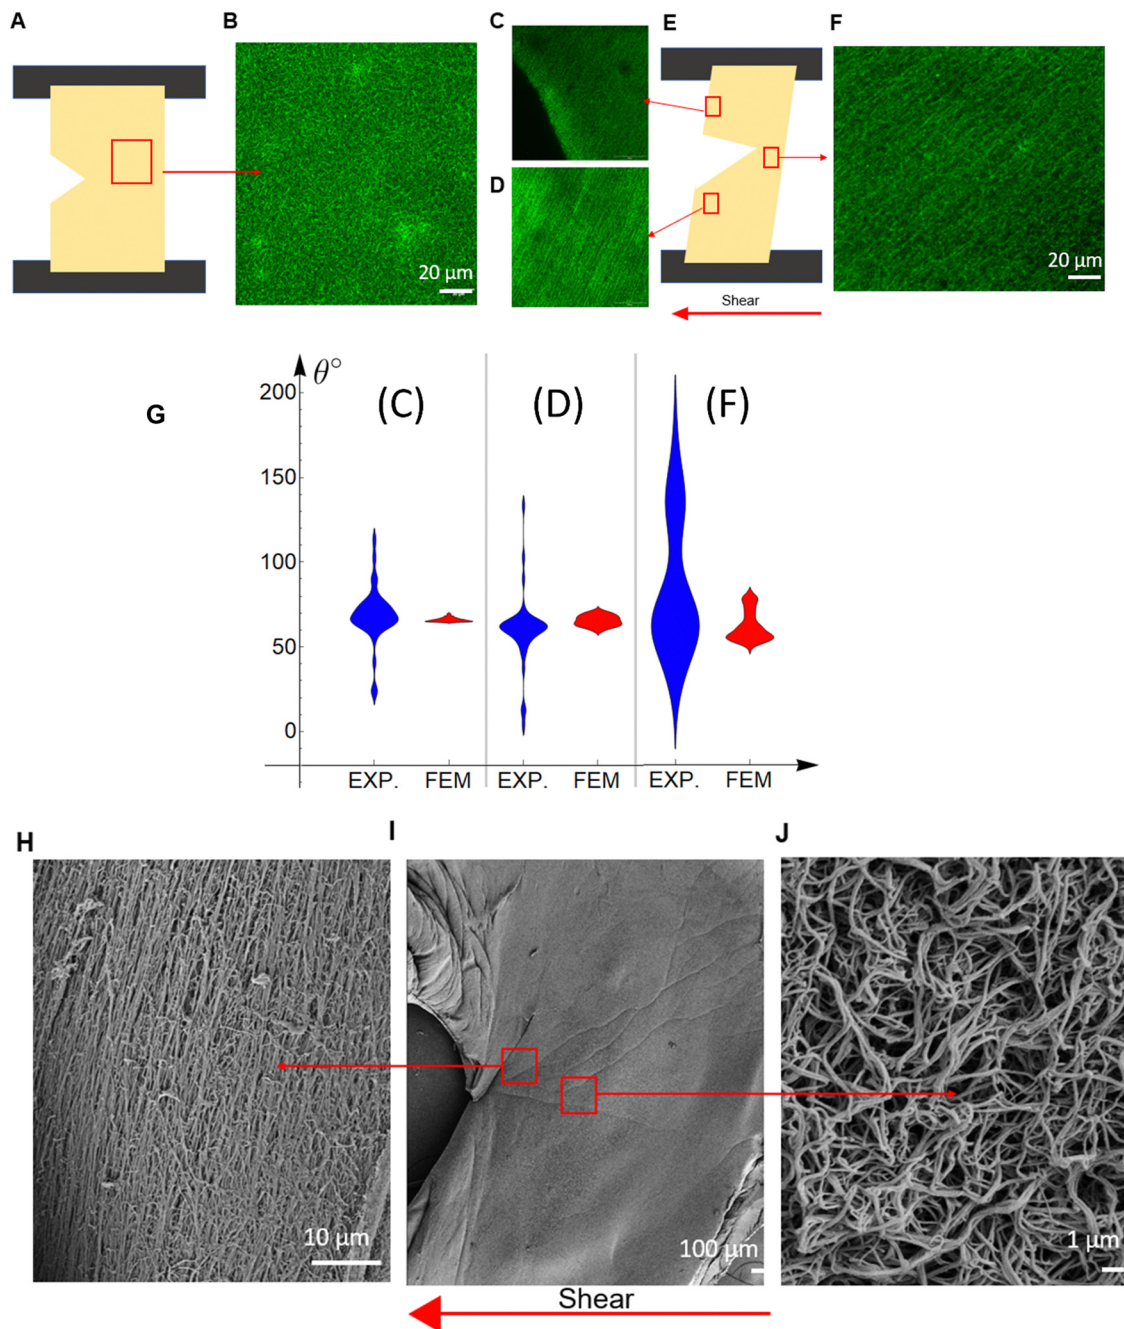 A
B
C
E
F
D
20 µm
20 µm
Shear
G
θ°
(C)
(D)
(F)
200
150
100
50
0
EXP.
FEM
EXP.
FEM
EXP.
FEM
H
I
J
10 µm
100 µm
1 µm
Shear